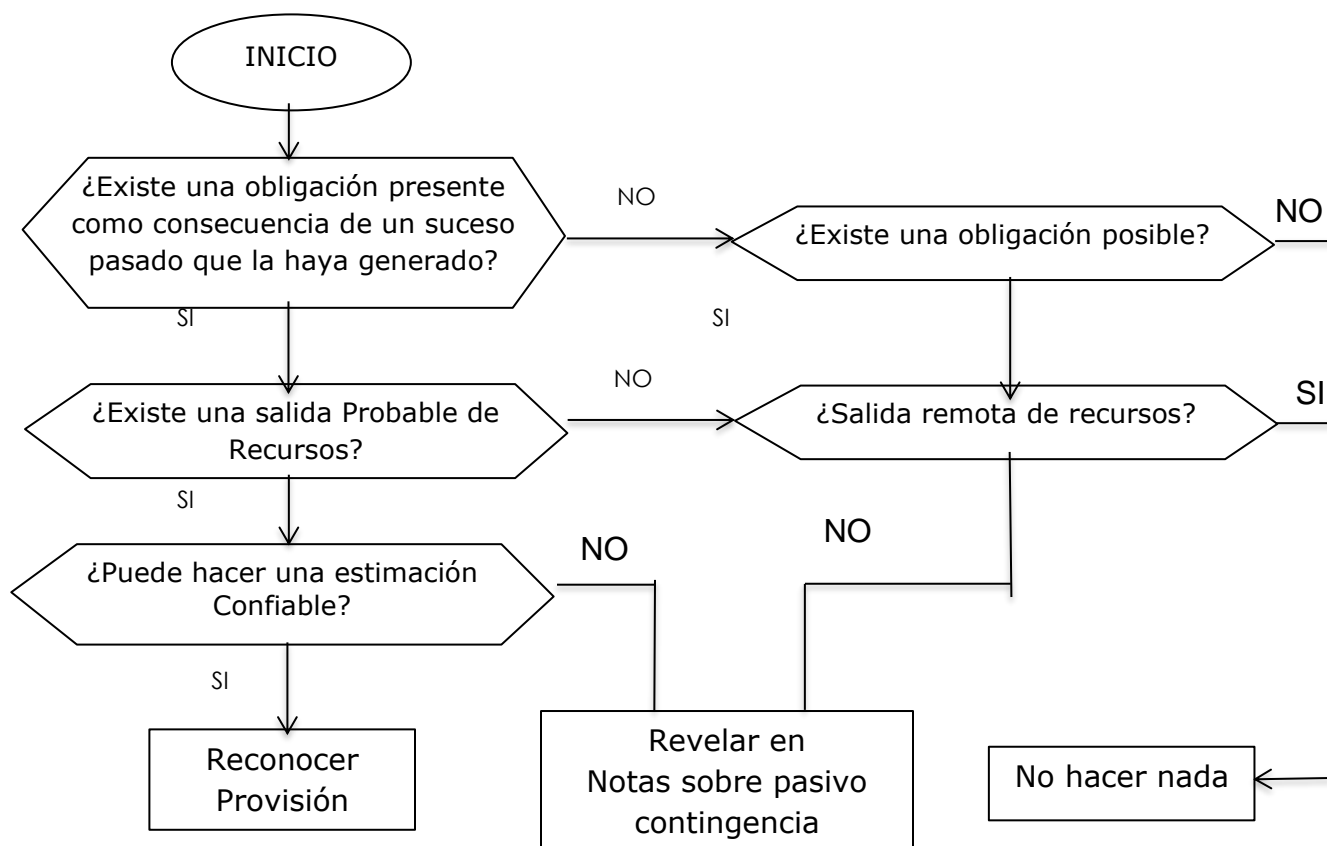 INICIO
¿Existe una obligación presente
como consecuencia de un suceso
pasado que la haya generado?
NO
¿Existe una obligación posible?
NO
SI
SI
¿Existe una salida Probable de
Recursos?
NO
¿Salida remota de recursos?
SI
SI
¿Puede hacer una estimación
Confiable?
NO
NO
SI
Reconocer
Provisión
Revelar en
Notas sobre pasivo
contingencia
No hacer nada